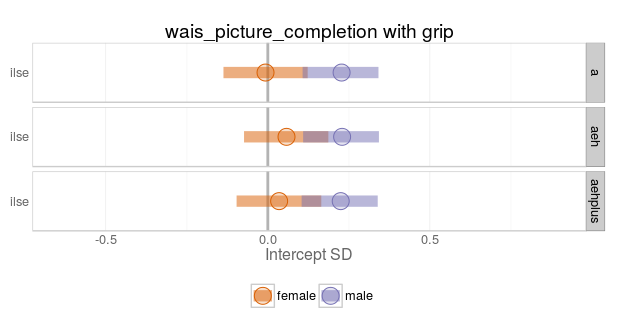 wais_picture_completion with grip
ilse
a
ilse
aeh
ilse
aehplus
-0.5 0.0 0.5
Intercept SD
female male